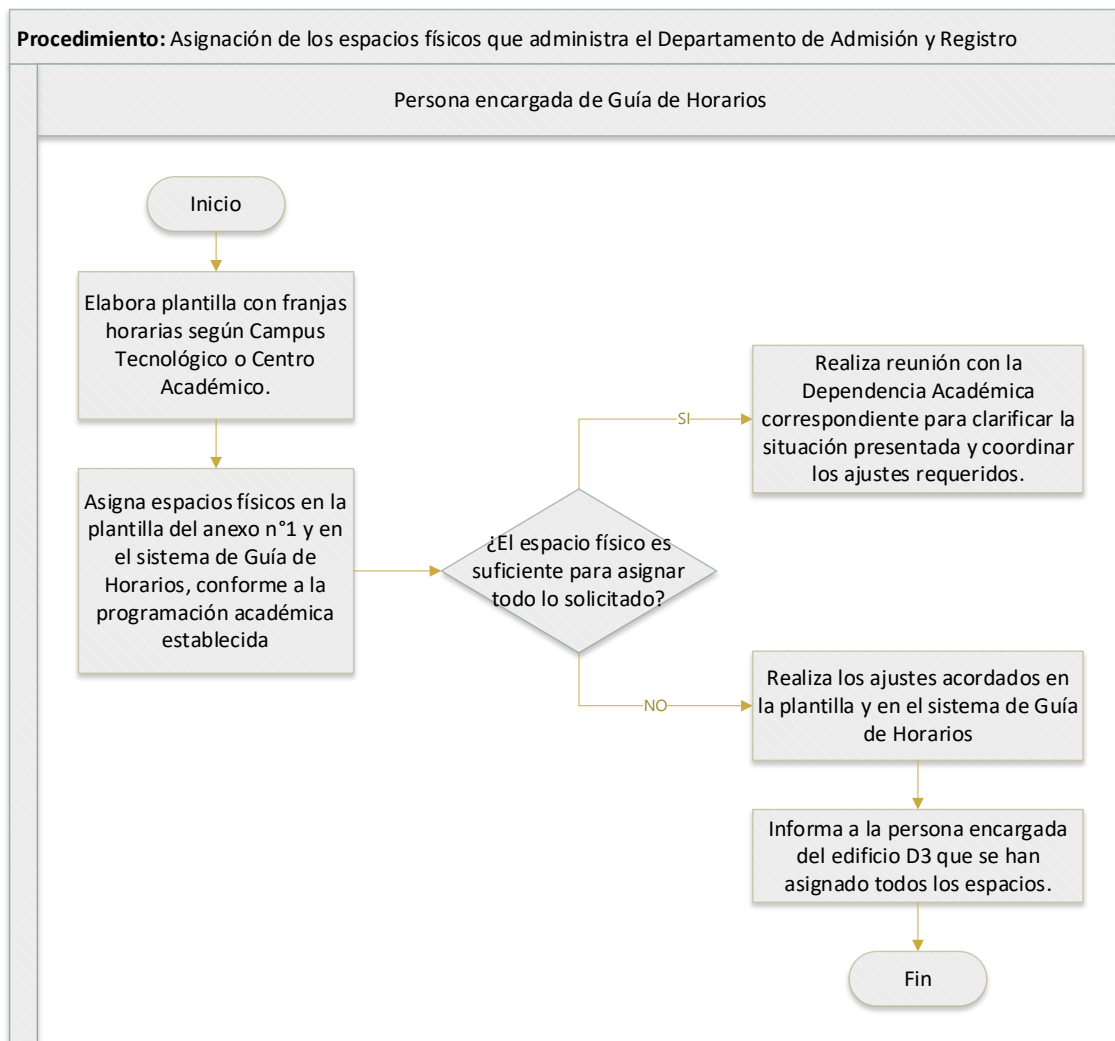 Procedimiento: Asignación de los espacios físicos que administra el Departamento de Admisión y Registro
Persona encargada de Guía de Horarios
Inicio
Elabora plantilla con franjas
horarias según Campus
Tecnológico o Centro
Académico.
Asigna espacios físicos en la
plantilla del anexo n°1 y en
el sistema de Guía de
Horarios, conforme a la
programación académica
establecida
¿El espacio físico es
suficiente para asignar
todo lo solicitado?
SI
Realiza reunión con la
Dependencia Académica
correspondiente para clarificar la
situación presentada y coordinar
los ajustes requeridos.
NO
Realiza los ajustes acordados en
la plantilla y en el sistema de Guía
de Horarios
Informa a la persona encargada
del edificio D3 que se han
asignado todos los espacios.
Fin